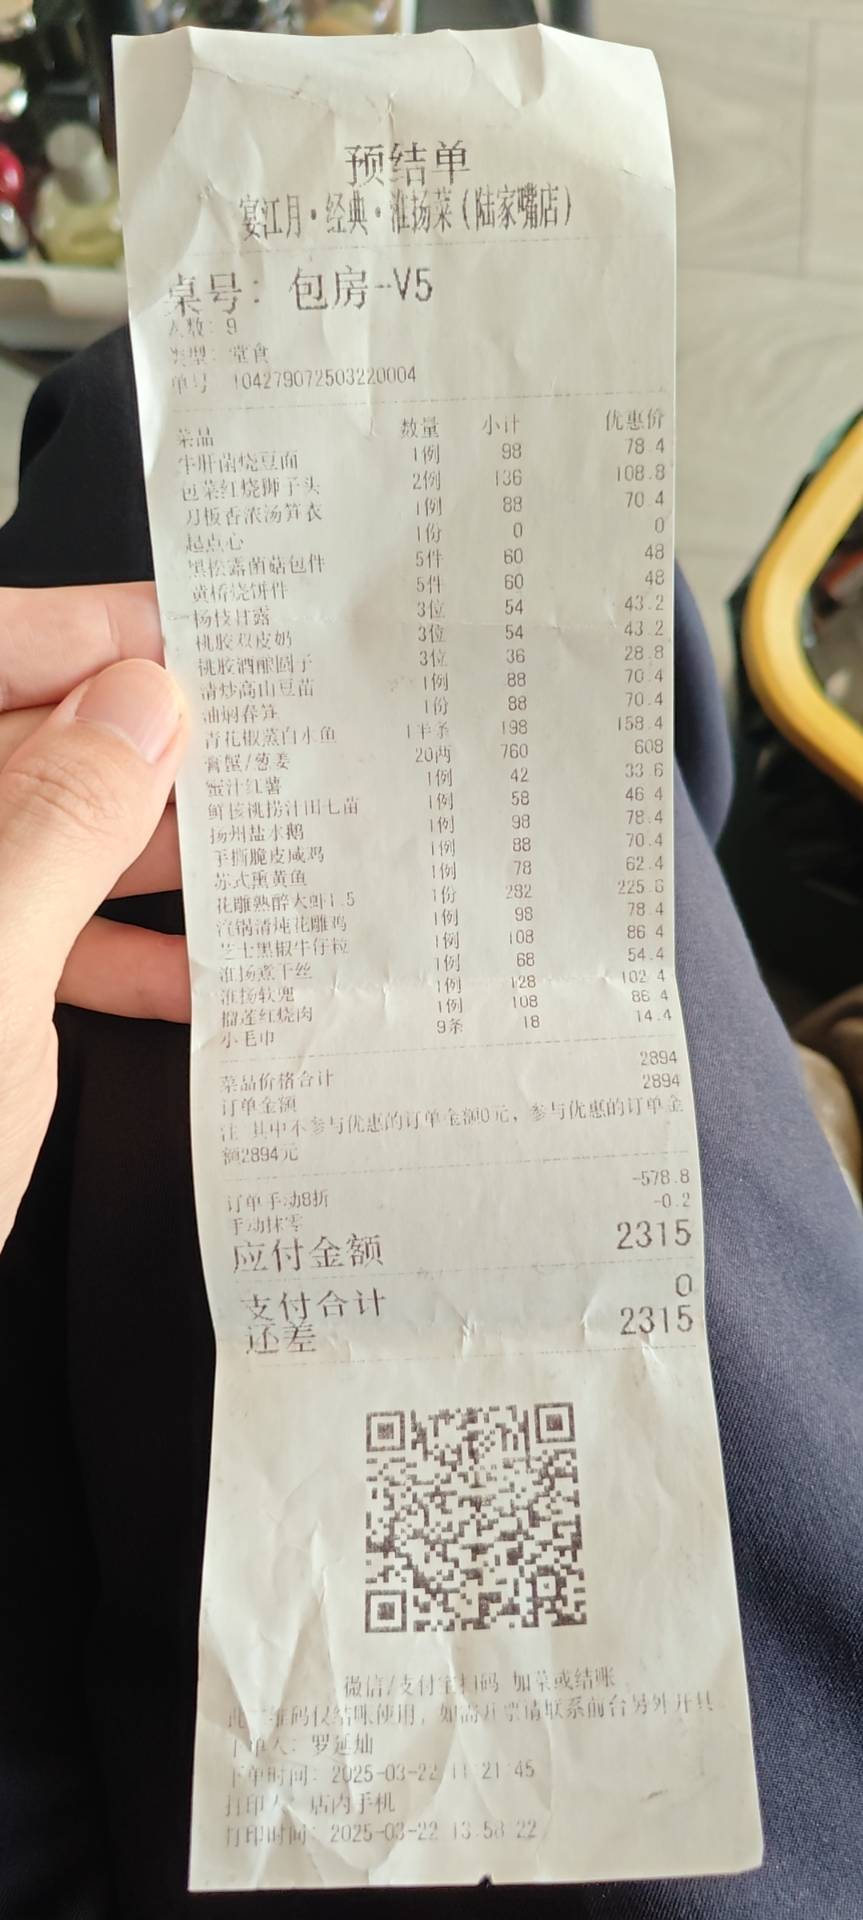 预结单
宴江月·经典·淮扬菜(陆家嘴店)
桌号: 包房-V5
人数: 9
类型: 堂食
单号 104279072503220004
菜品 数量 小计 优惠价
牛肝菌烧豆面 1例 98 78.4
包菜红烧狮子头 2例 136 108.8
刀板香浓汤笋衣 1例 88 70.4
起点心 1份 0 0
黑松露菌菇包件 5件 60 48
黄桥烧饼件 5件 60 48
杨枝甘露 3位 54 43.2
桃胶双皮奶 3位 54 43.2
桃胶酒酿圆子 3位 36 28.8
清炒高山豆苗 1例 88 70.4
油焖春笋 1份 88 70.4
青花椒蒸白水鱼 1半条 198 158.4
膏蟹/葱姜 20两 760 608
蜜汁红薯 1例 42 33.6
鲜核桃捞汁田七苗 1例 58 46.4
扬州盐水鹅 1例 98 78.4
手撕脆皮咸鸡 1例 88 70.4
苏式熏黄鱼 1例 78 62.4
花雕熟醉大虾1.5 1份 282 225.6
汽锅清炖花雕鸡 1例 98 78.4
芝士黑椒牛仔粒 1例 108 86.4
淮扬煮干丝 1例 68 54.4
淮扬软兜 1例 128 102.4
榴莲红烧肉 1例 108 86.4
小毛巾 9条 18 14.4
菜品价格合计 2894
订单金额 2894
注 其中不参与优惠的订单金额0元, 参与优惠的订单金
额2894元
订单手动8折 -578.8
手动抹零 -0.2
应付金额 2315
支付合计 0
还差 2315
微信/支付宝扫码 加菜或结账
此二维码仅结账使用, 如需开票请联系前台另外开具
下单人: 罗延灿
下单时间: 2025-03-22 11:21:45
打印人: 店内手机
打印时间: 2025-03-22 13:58:22